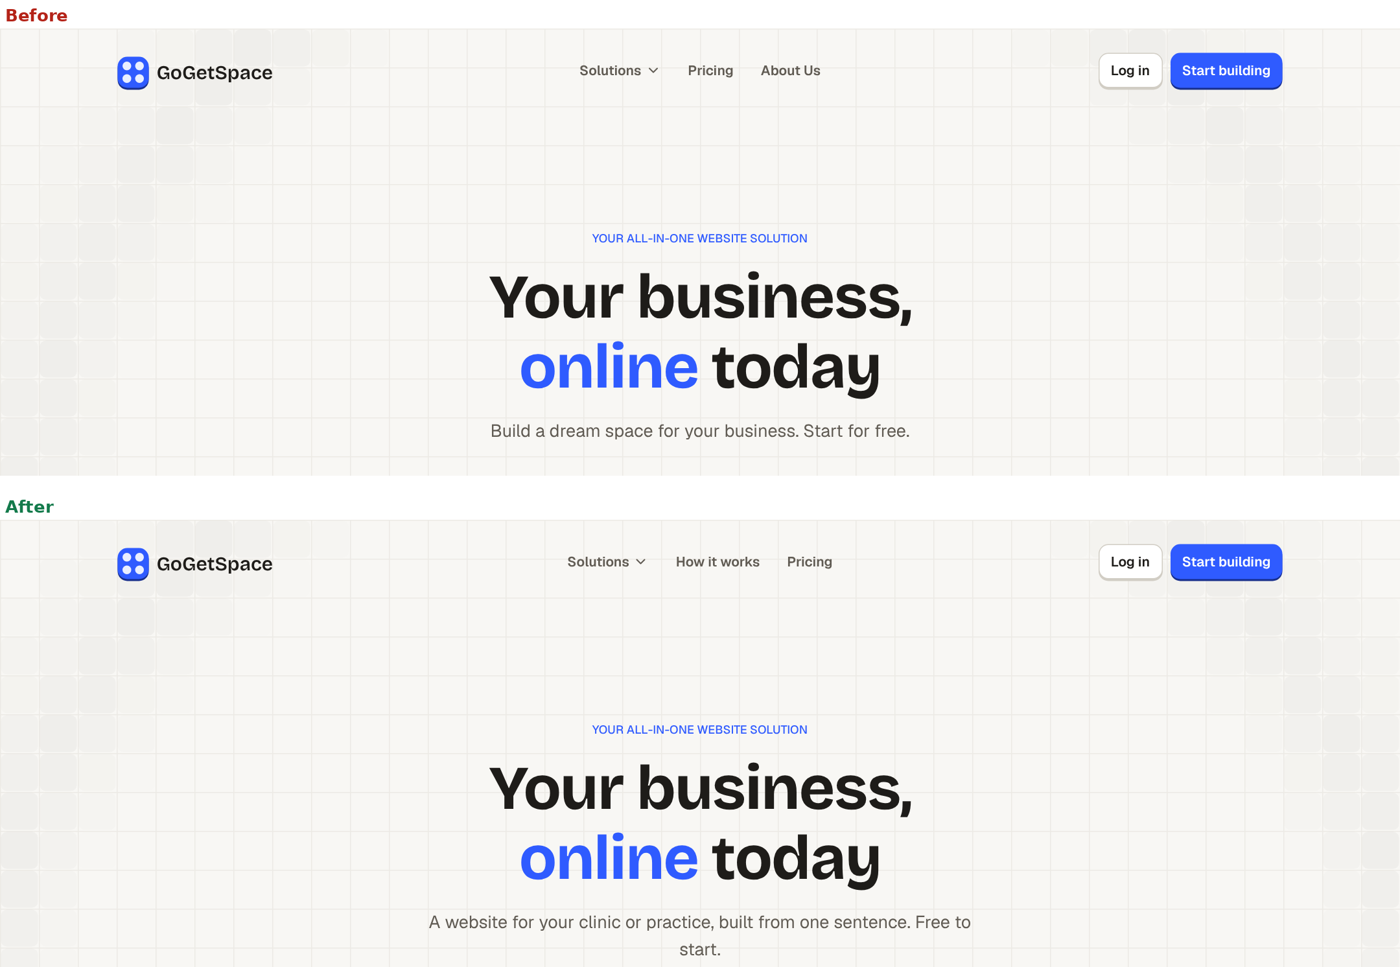 Before
GoGetSpace
Solutions
Pricing
About Us
Log in
Start building
YOUR ALL-IN-ONE WEBSITE SOLUTION
Your business,
online today
Build a dream space for your business. Start for free.
After
GoGetSpace
Solutions
How it works
Pricing
Log in
Start building
YOUR ALL-IN-ONE WEBSITE SOLUTION
Your business,
online today
A website for your clinic or practice, built from one sentence. Free to
start.